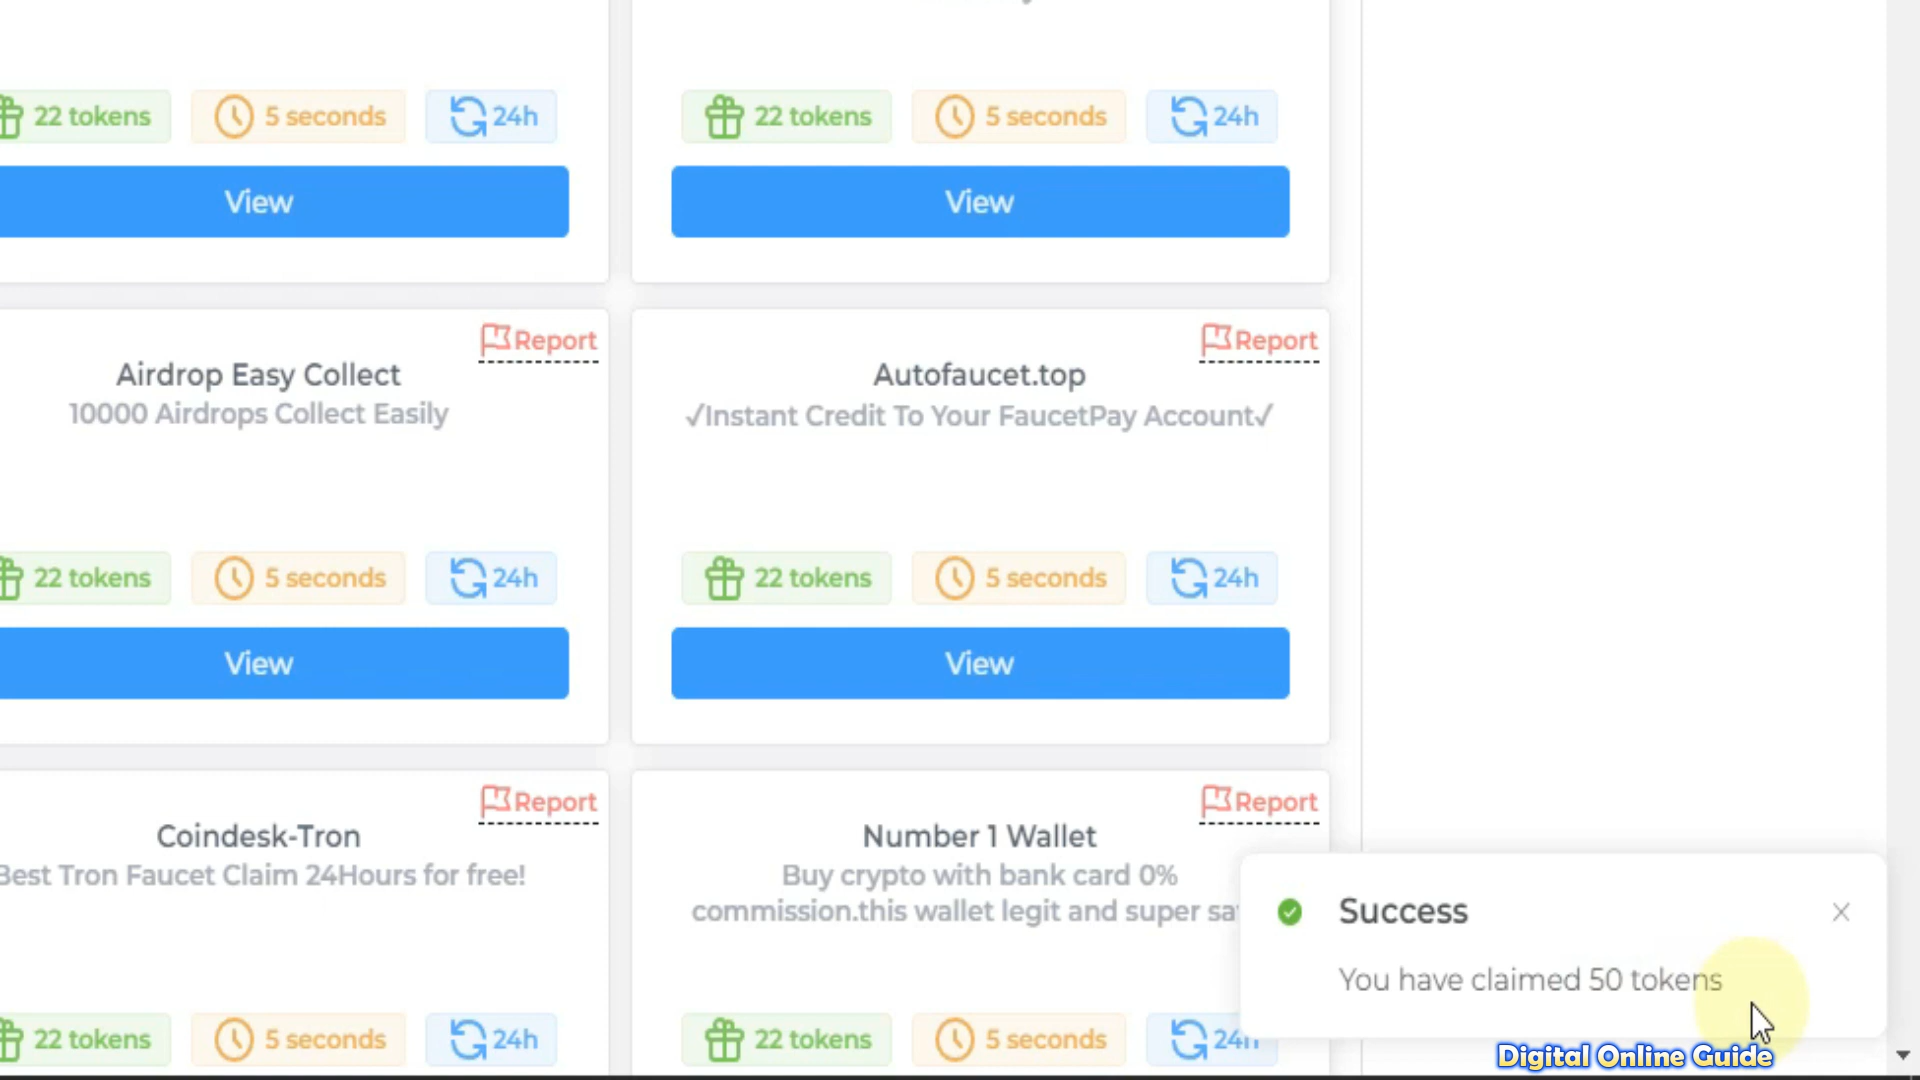 22 tokens 5 seconds 24h
22 tokens 5 seconds 24h
View
View
Report
Airdrop Easy Collect
10000 Airdrops Collect Easily
22 tokens 5 seconds 24h
View
Report
Autofaucet.top
√Instant Credit To Your FaucetPay Account√
22 tokens 5 seconds 24h
View
Report
Coindesk-Tron
Best Tron Faucet Claim 24Hours for free!
22 tokens 5 seconds 24h
Report
Number 1 Wallet
Buy crypto with bank card 0%
commission.this wallet legit and super
22 tokens 5 seconds 24h
Success
You have claimed 50 tokens
Digital Online Guide